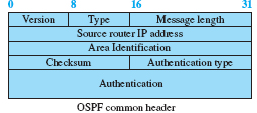 0 8 16 31
Version Type Message length
Source router IP address
Area Identification
Checksum Authentication type
Authentication
OSPF common header